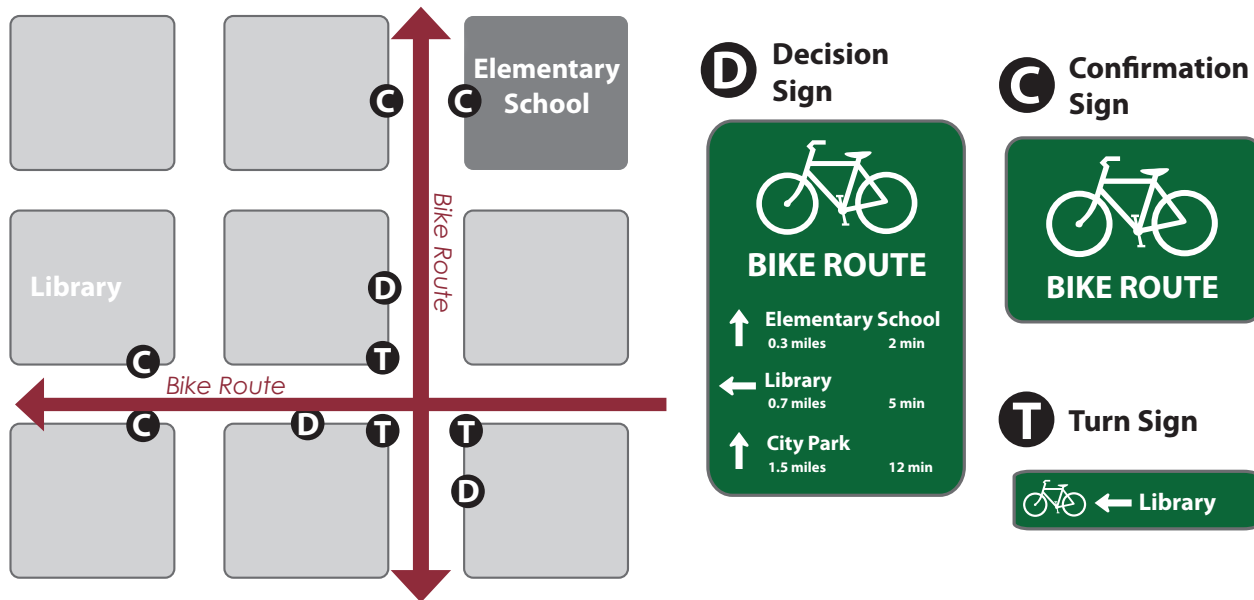 C
C
Elementary
School
Bike Route
Library
D
T
C
Bike Route
C
D
T
T
D
D
Decision
Sign
BIKE ROUTE
Elementary School
0.3 miles 2 min
Library
0.7 miles 5 min
City Park
1.5 miles 12 min
C
Confirmation
Sign
BIKE ROUTE
T
Turn Sign
Library